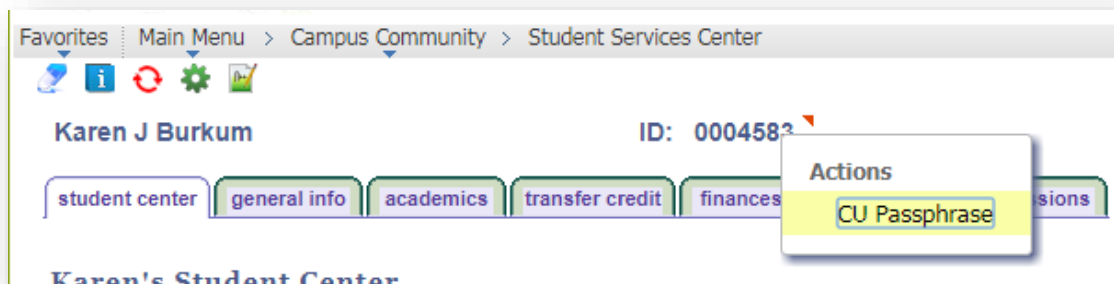 Favorites Main Menu > Campus Community > Student Services Center
Karen J Burkum ID: 0004583
Actions
student center general info academics transfer credit finances
CU Passphrase
Karen's Student Center